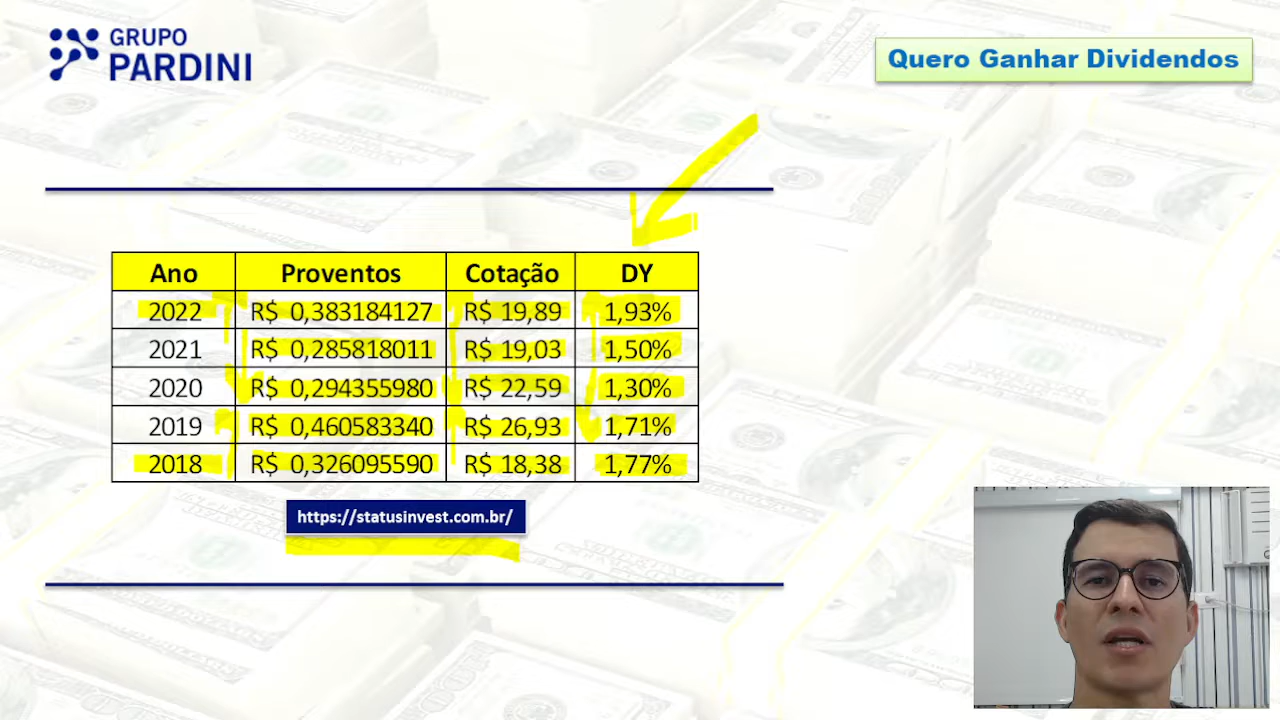 GRUPO
PARDINI
Quero Ganhar Dividendos
Ano Proventos Cotação DY
2022 R$ 0,383184127 R$ 19,89 1,93%
2021 R$ 0,285818011 R$ 19,03 1,50%
2020 R$ 0,294355980 R$ 22,59 1,30%
2019 R$ 0,460583340 R$ 26,93 1,71%
2018 R$ 0,326095590 R$ 18,38 1,77%
https://statusinvest.com.br/